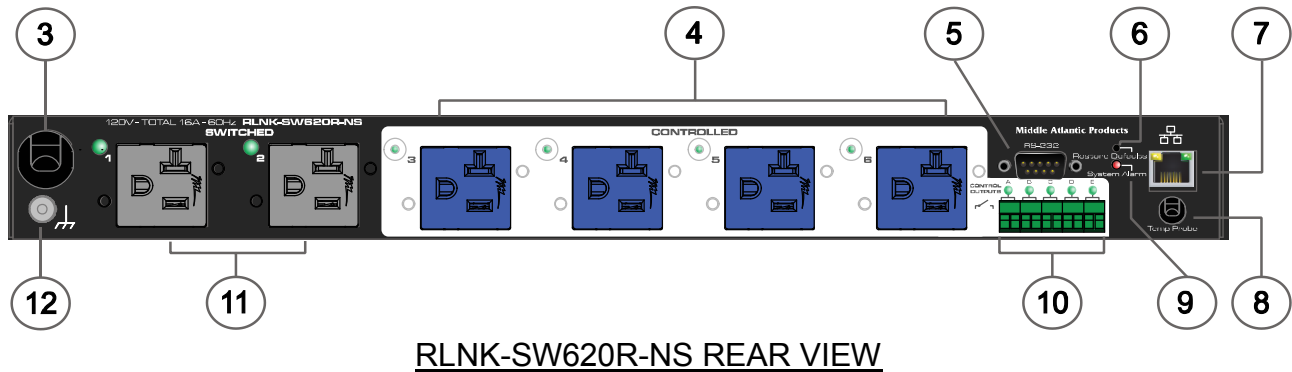 3
4
5
6
7
120V - TOTAL 16A - 60Hz RLNK-SW620R-NS
SWITCHED
CONTROLLED
Middle Atlantic Products
RS-232
Restore Defaults
System Alarm
1
2
3
4
5
6
CONTROL
OUTPUTS
A B C D E
Temp Probe
12
11
10
9
8
RLNK-SW620R-NS REAR VIEW